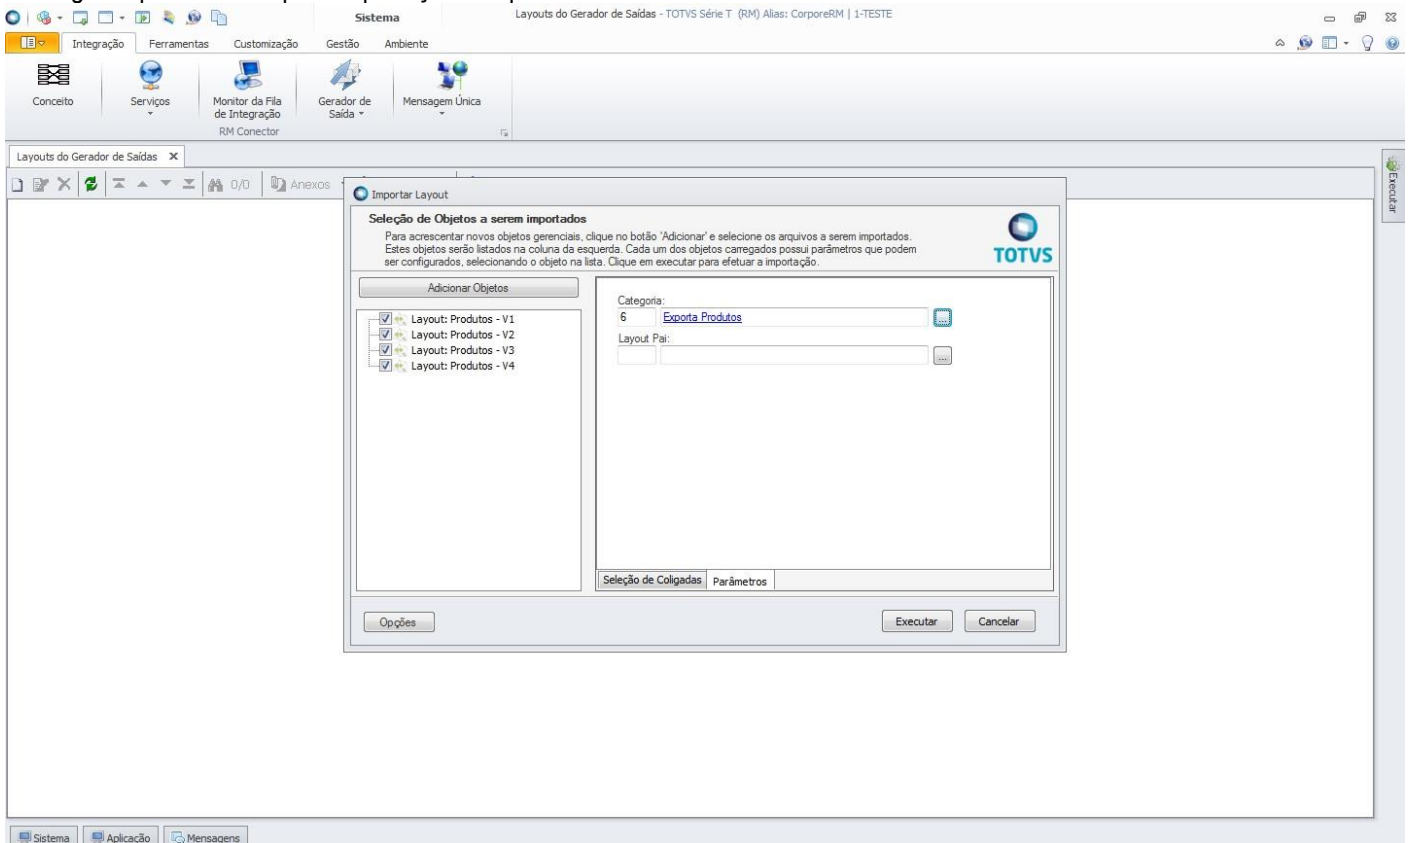 Sistema
Layouts do Gerador de Saídas - TOTVS Série T (RM) Alias: CorporeRM | 1-TESTE
Integração Ferramentas Customização Gestão Ambiente
Conceito Serviços Monitor da Fila de Integração Gerador de Saída Mensagem Única
RM Conector
Layouts do Gerador de Saídas X
0/0 Anexos
Executar
Importar Layout
Seleção de Objetos a serem importados
Para acrescentar novos objetos gerenciais, clique no botão 'Adicionar' e selecione os arquivos a serem importados.
Estes objetos serão listados na coluna da esquerda. Cada um dos objetos carregados possui parâmetros que podem
ser configurados, selecionando o objeto na lista. Clique em executar para efetuar a importação.
TOTVS
Adicionar Objetos
Layout: Produtos - V1
Layout: Produtos - V2
Layout: Produtos - V3
Layout: Produtos - V4
Categoria:
6 Exporta Produtos ...
Layout Pai:
...
Seleção de Coligadas Parâmetros
Opções Executar Cancelar
Sistema Aplicação Mensagens